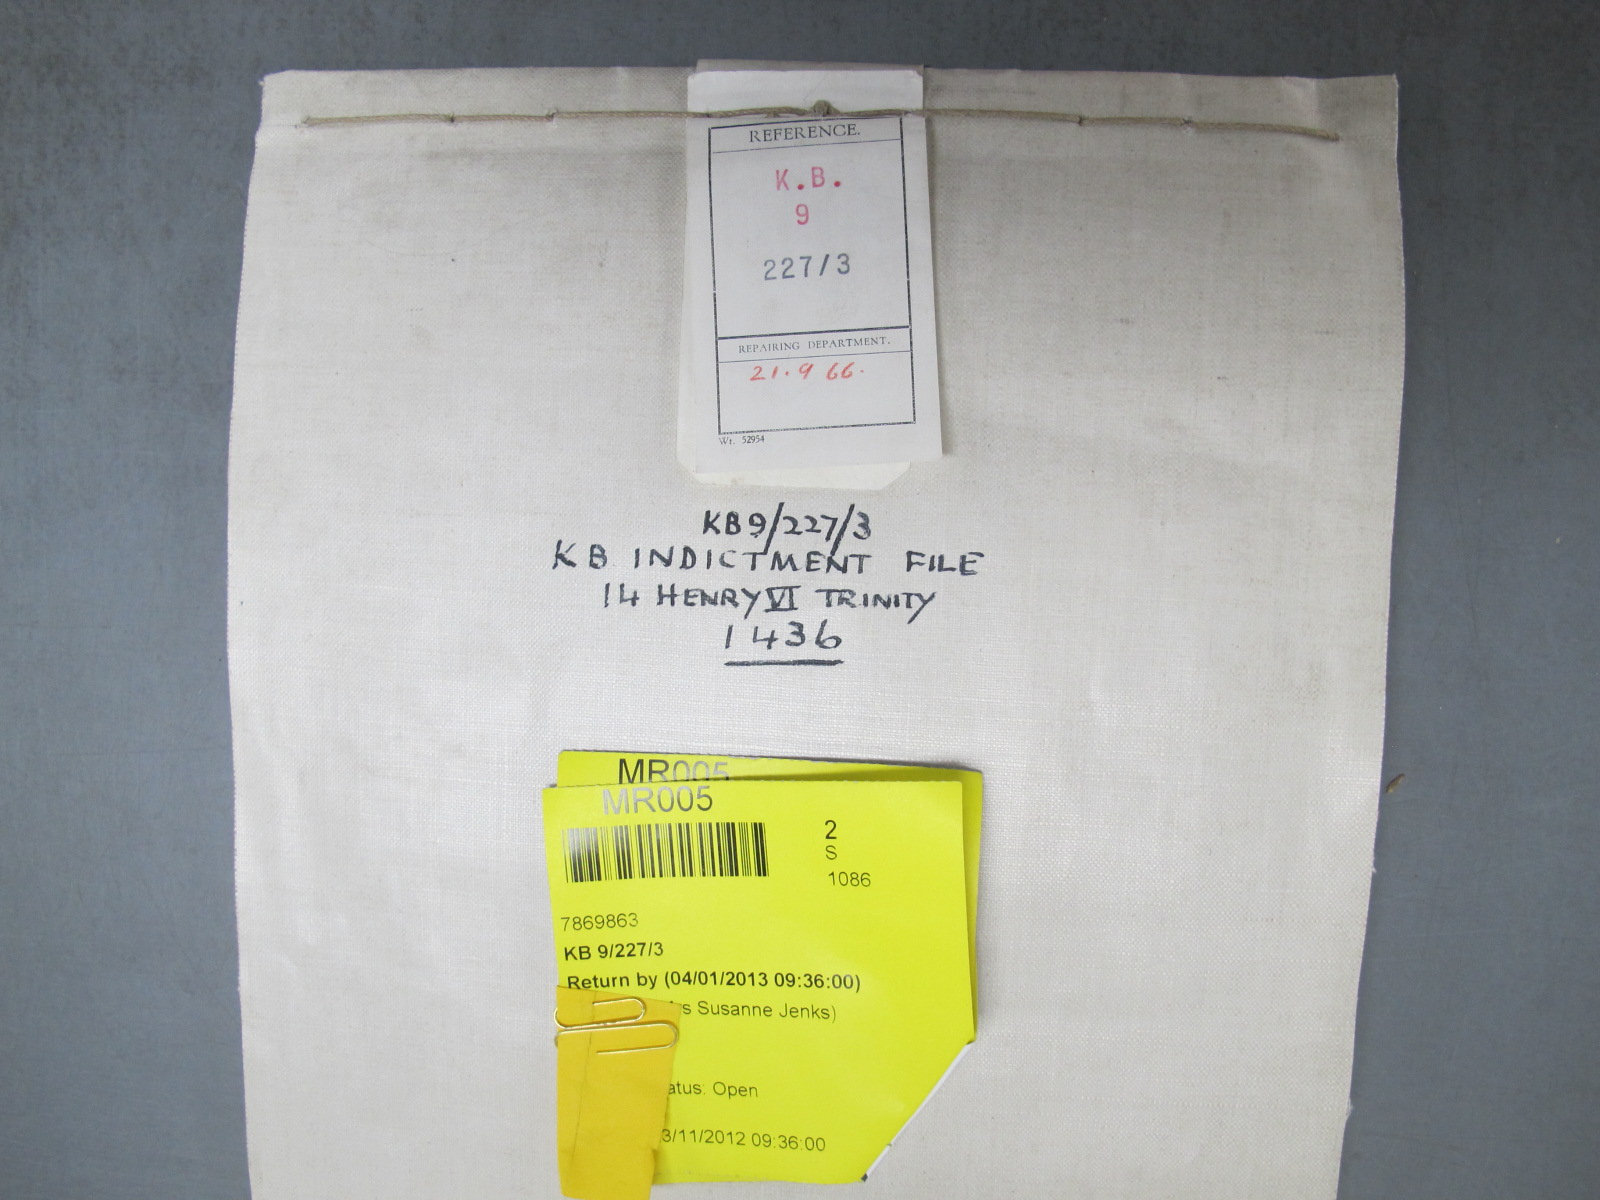 REFERENCE.
K.B.
9
227/3
REPAIRING DEPARTMENT.
21.9 66.
Wt. 52954
KB9/227/3
KB INDICTMENT FILE
14 HENRY VI TRINITY
1436
MR005
MR005
2
S
1086
7869863
KB 9/227/3
Return by (04/01/2013 09:36:00)
Susanne Jenks)
Open
3/11/2012 09:36:00